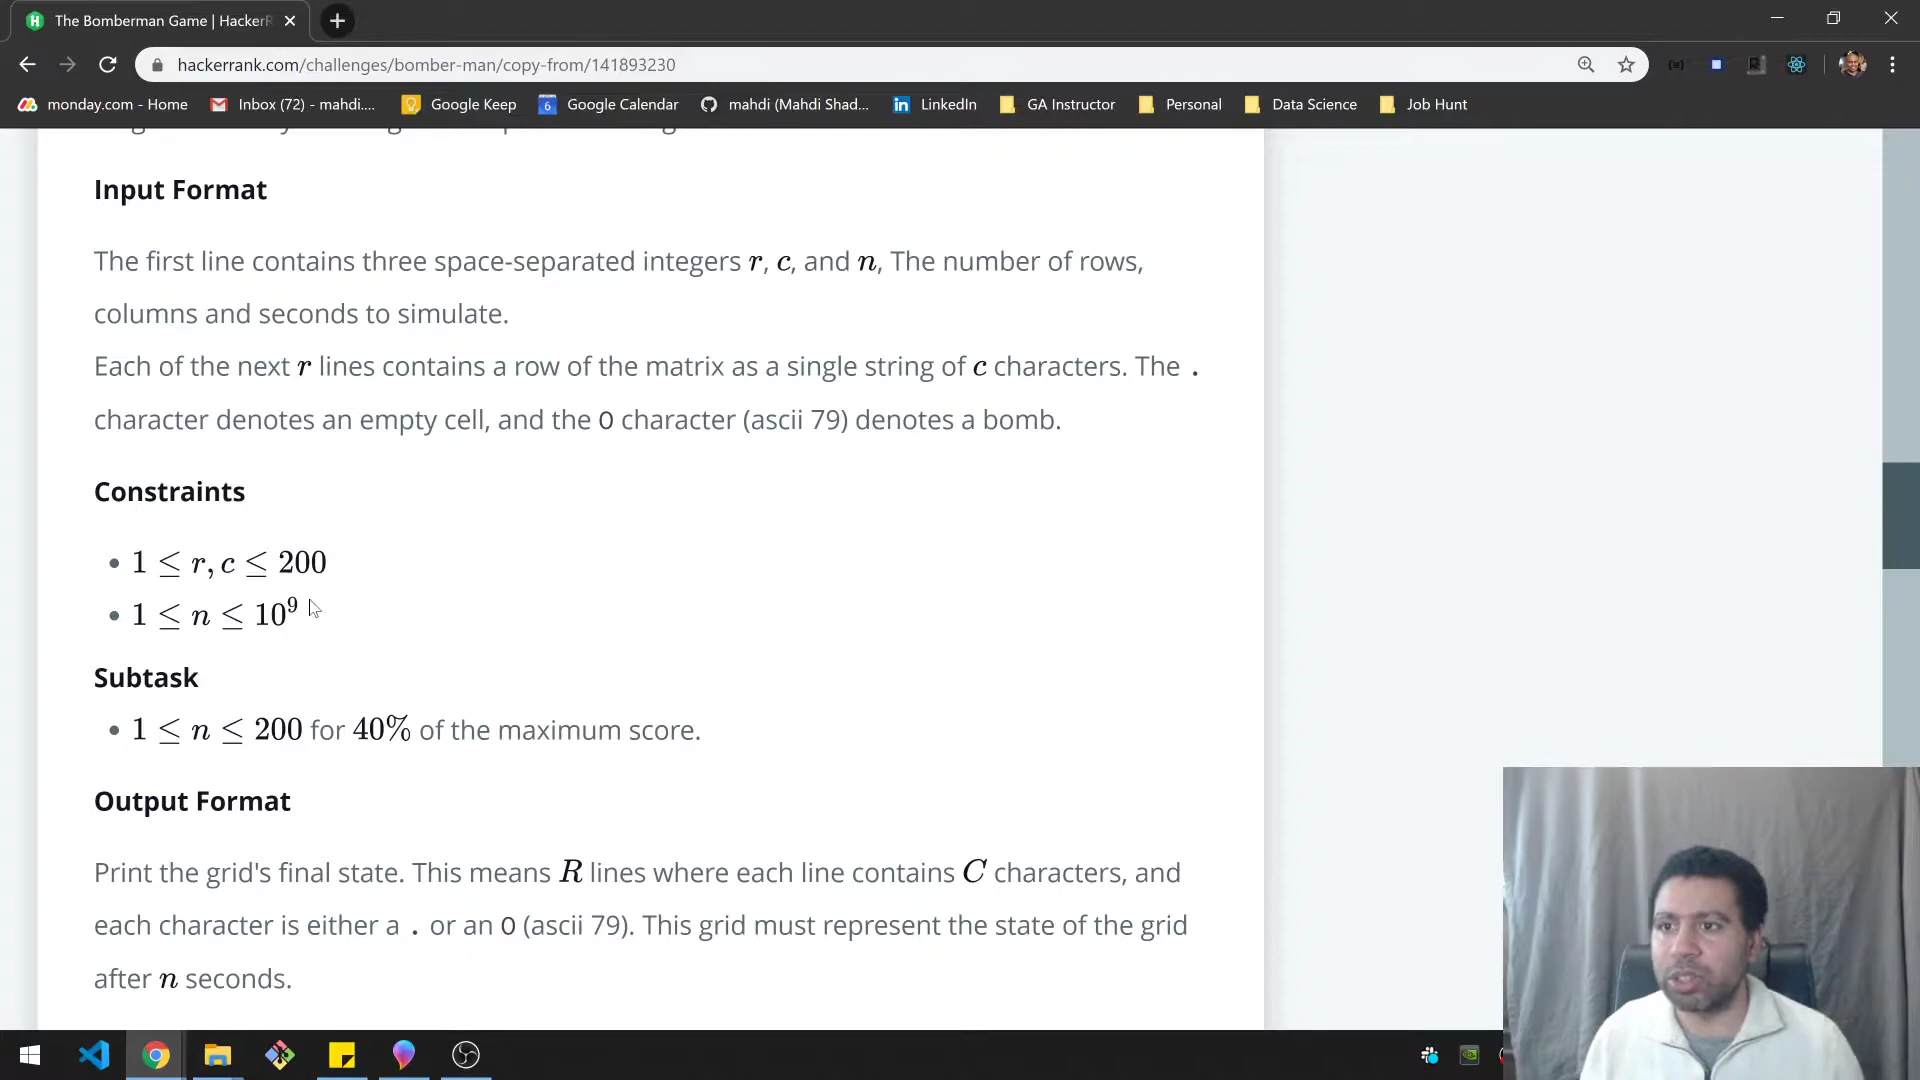 The Bomberman Game | HackerR
hackerrank.com/challenges/bomber-man/copy-from/141893230
monday.com - Home
Inbox (72) - mahdi....
Google Keep
6
Google Calendar
mahdi (Mahdi Shad...
LinkedIn
GA Instructor
Personal
Data Science
Job Hunt
Input Format
The first line contains three space-separated integers r, c, and n, The number of rows,
columns and seconds to simulate.
Each of the next r lines contains a row of the matrix as a single string of c characters. The .
character denotes an empty cell, and the O character (ascii 79) denotes a bomb.
Constraints
• 1 ≤ r, c ≤ 200
• 1 ≤ n ≤ 10⁹
Subtask
• 1 ≤ n ≤ 200 for 40% of the maximum score.
Output Format
Print the grid's final state. This means R lines where each line contains C characters, and
each character is either a . or an O (ascii 79). This grid must represent the state of the grid
after n seconds.